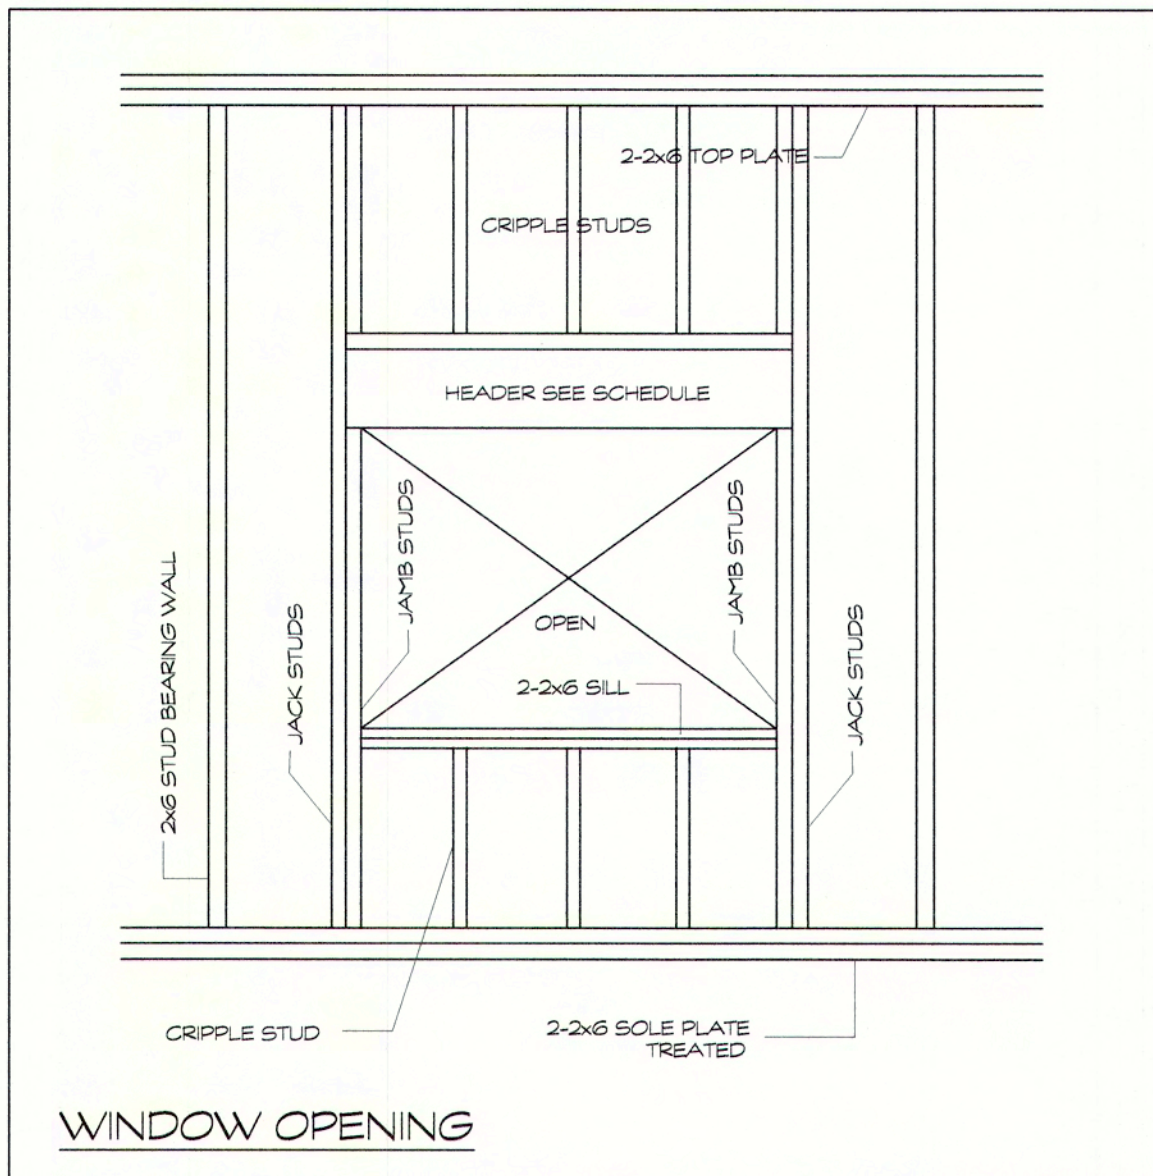 2-2x6 TOP PLATE
CRIPPLE STUDS
HEADER SEE SCHEDULE
JAMB STUDS
JAMB STUDS
2x6 STUD BEARING WALL
JACK STUDS
OPEN
JACK STUDS
2-2x6 SILL
CRIPPLE STUD
2-2x6 SOLE PLATE
TREATED
WINDOW OPENING